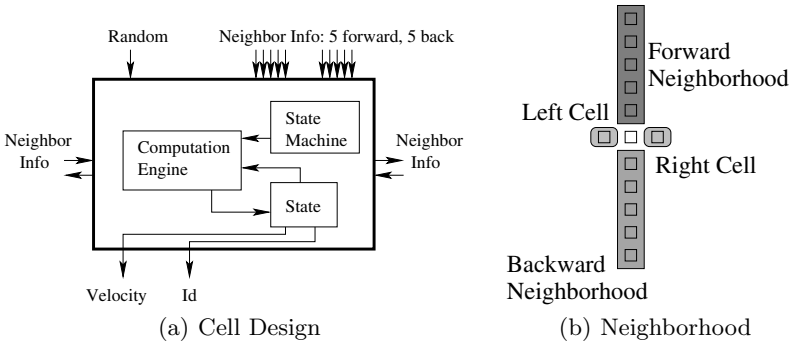 Random
Neighbor Info: 5 forward, 5 back
Neighbor
Info
Computation
Engine
State
Machine
State
Neighbor
Info
Velocity
Id
(a) Cell Design
Forward
Neighborhood
Left Cell
Right Cell
Backward
Neighborhood
(b) Neighborhood